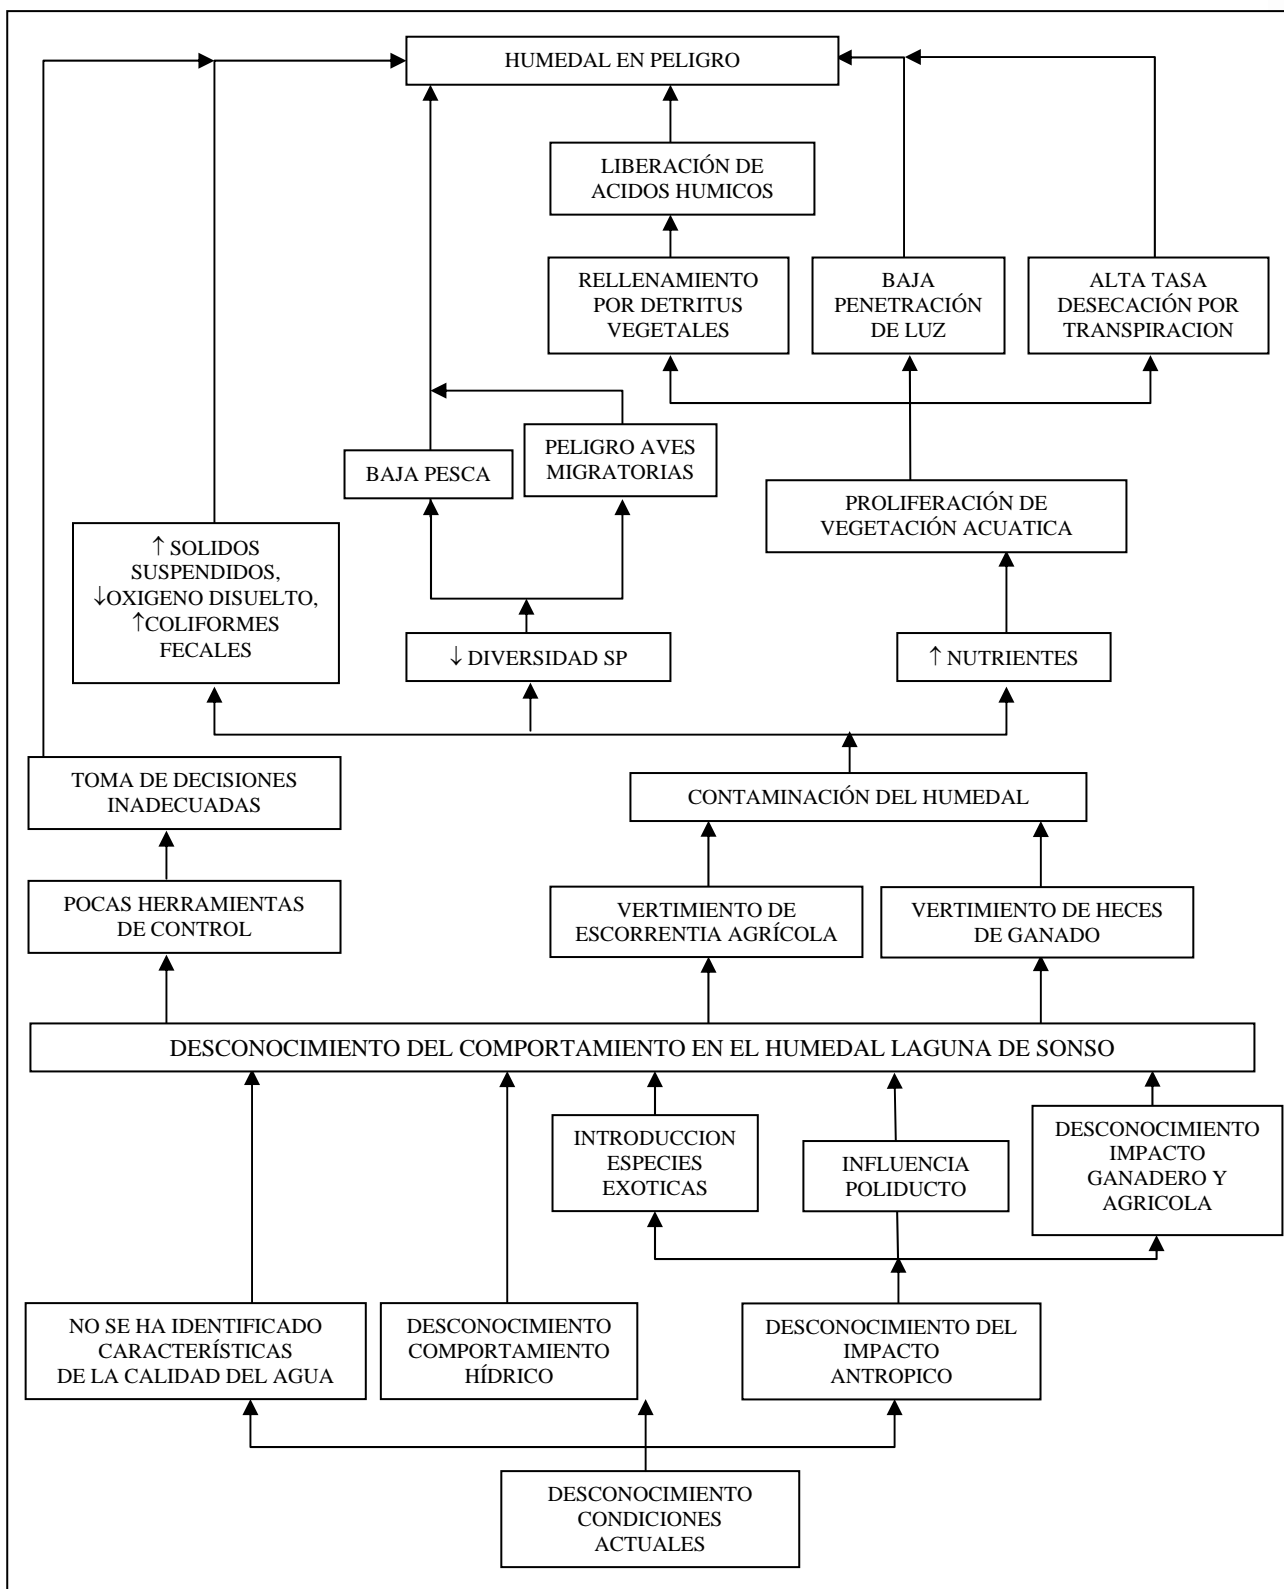 HUMEDAL EN PELIGRO
LIBERACIÓN DE
ACIDOS HUMICOS
RELLENAMIENTO
POR DETRITUS
VEGETALES
BAJA
PENETRACIÓN
DE LUZ
ALTA TASA
DESECACIÓN POR
TRANSPIRACION
BAJA PESCA
PELIGRO AVES
MIGRATORIAS
PROLIFERACIÓN DE
VEGETACIÓN ACUATICA
↑ SOLIDOS
SUSPENDIDOS,
↓OXIGENO DISUELTO,
↑COLIFORMES
FECALES
↓ DIVERSIDAD SP
↑ NUTRIENTES
TOMA DE DECISIONES
INADECUADAS
CONTAMINACIÓN DEL HUMEDAL
POCAS HERRAMIENTAS
DE CONTROL
VERTIMIENTO DE
ESCORRENTIA AGRÍCOLA
VERTIMIENTO DE HECES
DE GANADO
DESCONOCIMIENTO DEL COMPORTAMIENTO EN EL HUMEDAL LAGUNA DE SONSO
INTRODUCCION
ESPECIES
EXOTICAS
INFLUENCIA
POLIDUCTO
DESCONOCIMIENTO
IMPACTO
GANADERO Y
AGRICOLA
NO SE HA IDENTIFICADO
CARACTERÍSTICAS
DE LA CALIDAD DEL AGUA
DESCONOCIMIENTO
COMPORTAMIENTO
HÍDRICO
DESCONOCIMIENTO DEL
IMPACTO
ANTROPICO
DESCONOCIMIENTO
CONDICIONES
ACTUALES